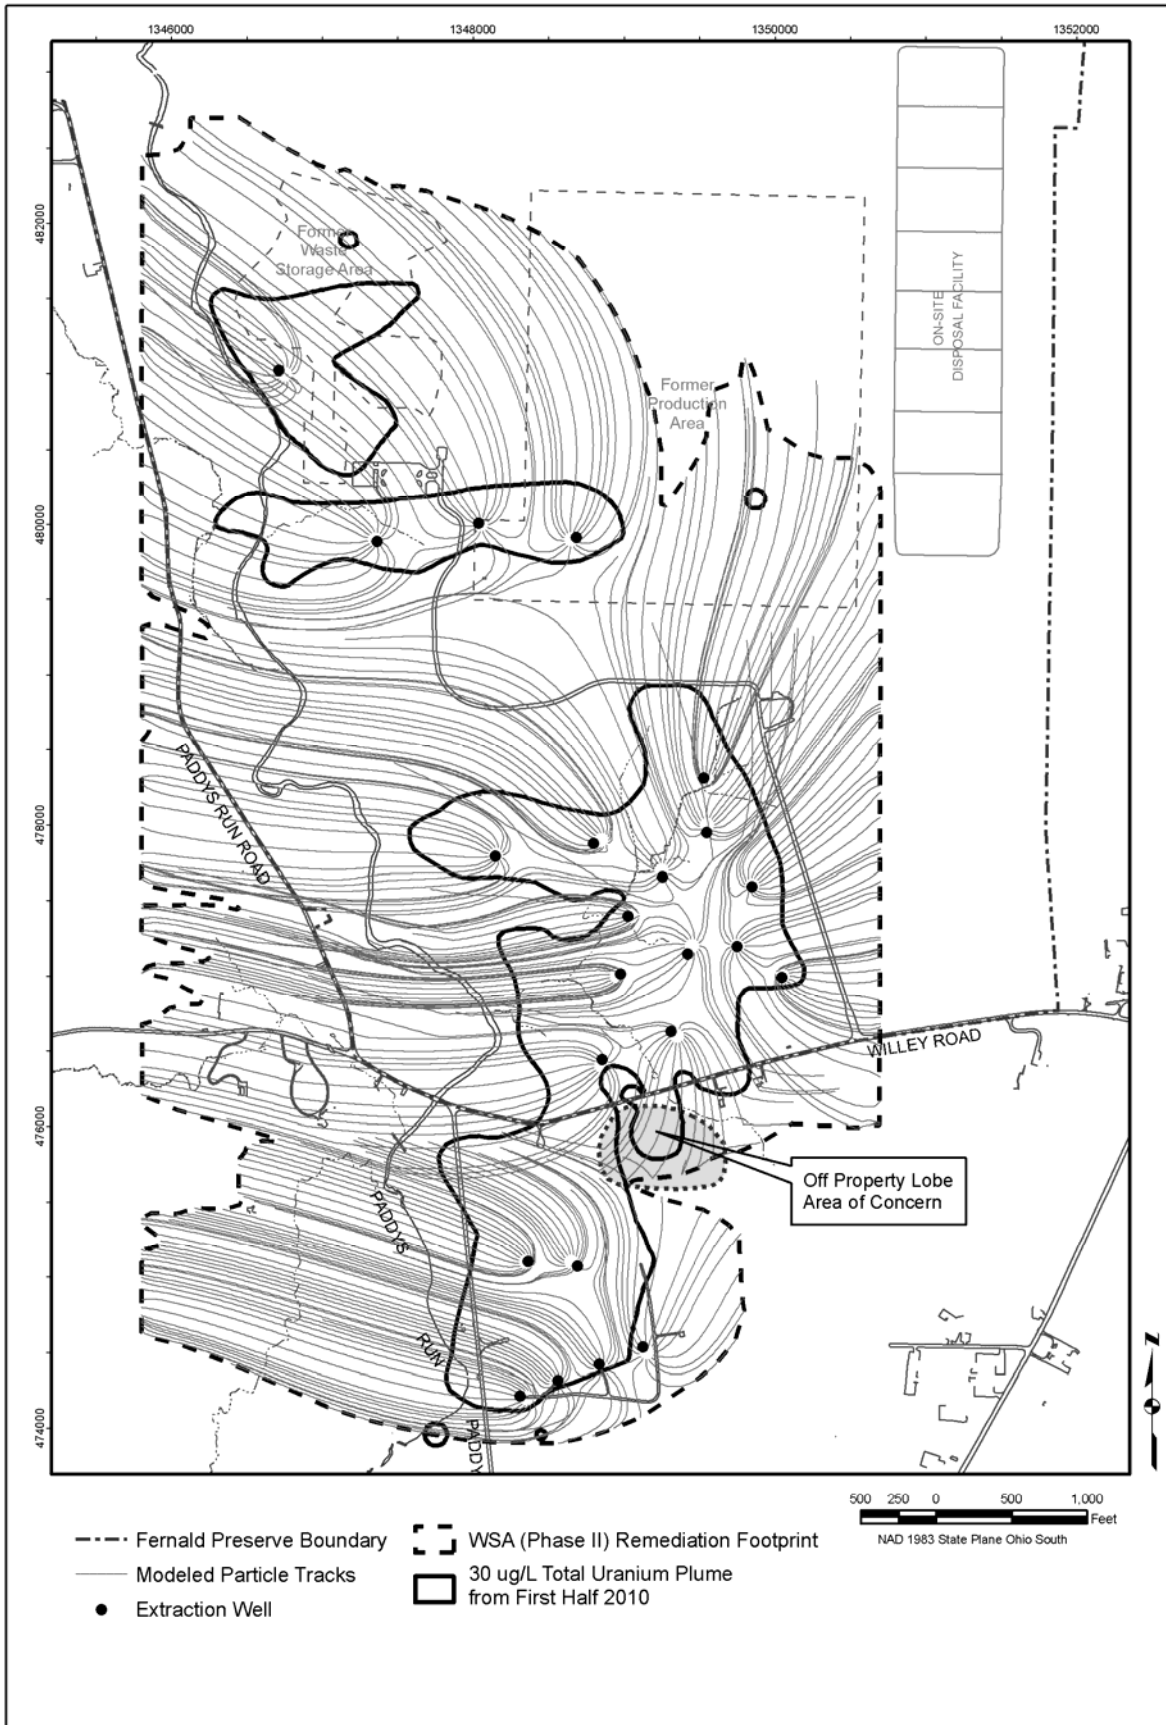 1346000
1348000
1350000
1352000
482000
480000
478000
476000
474000
Former
Waste
Storage Area
Former
Production
Area
ON-SITE
DISPOSAL FACILITY
PADDYS RUN ROAD
WILLEY ROAD
Off Property Lobe
Area of Concern
PADDYS
RUN
PADDY
N
500 250 0 500 1,000
Feet
NAD 1983 State Plane Ohio South
Fernald Preserve Boundary
Modeled Particle Tracks
Extraction Well
WSA (Phase II) Remediation Footprint
30 ug/L Total Uranium Plume
from First Half 2010